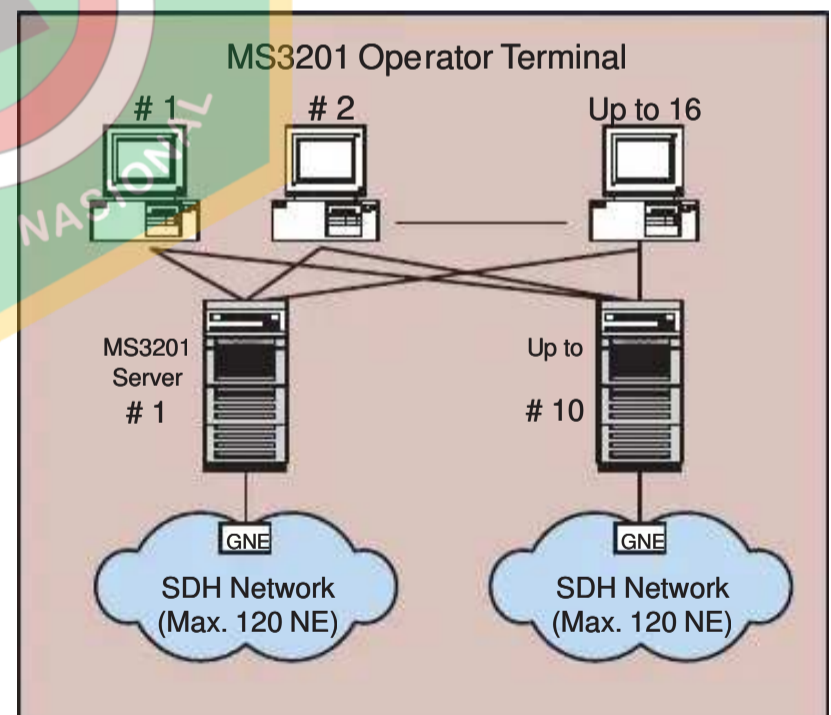 MS3201 Operator Terminal
# 1
# 2
Up to 16
NASIONAL
MS3201
Server
# 1
Up to
# 10
GNE
GNE
SDH Network
(Max. 120 NE)
SDH Network
(Max. 120 NE)